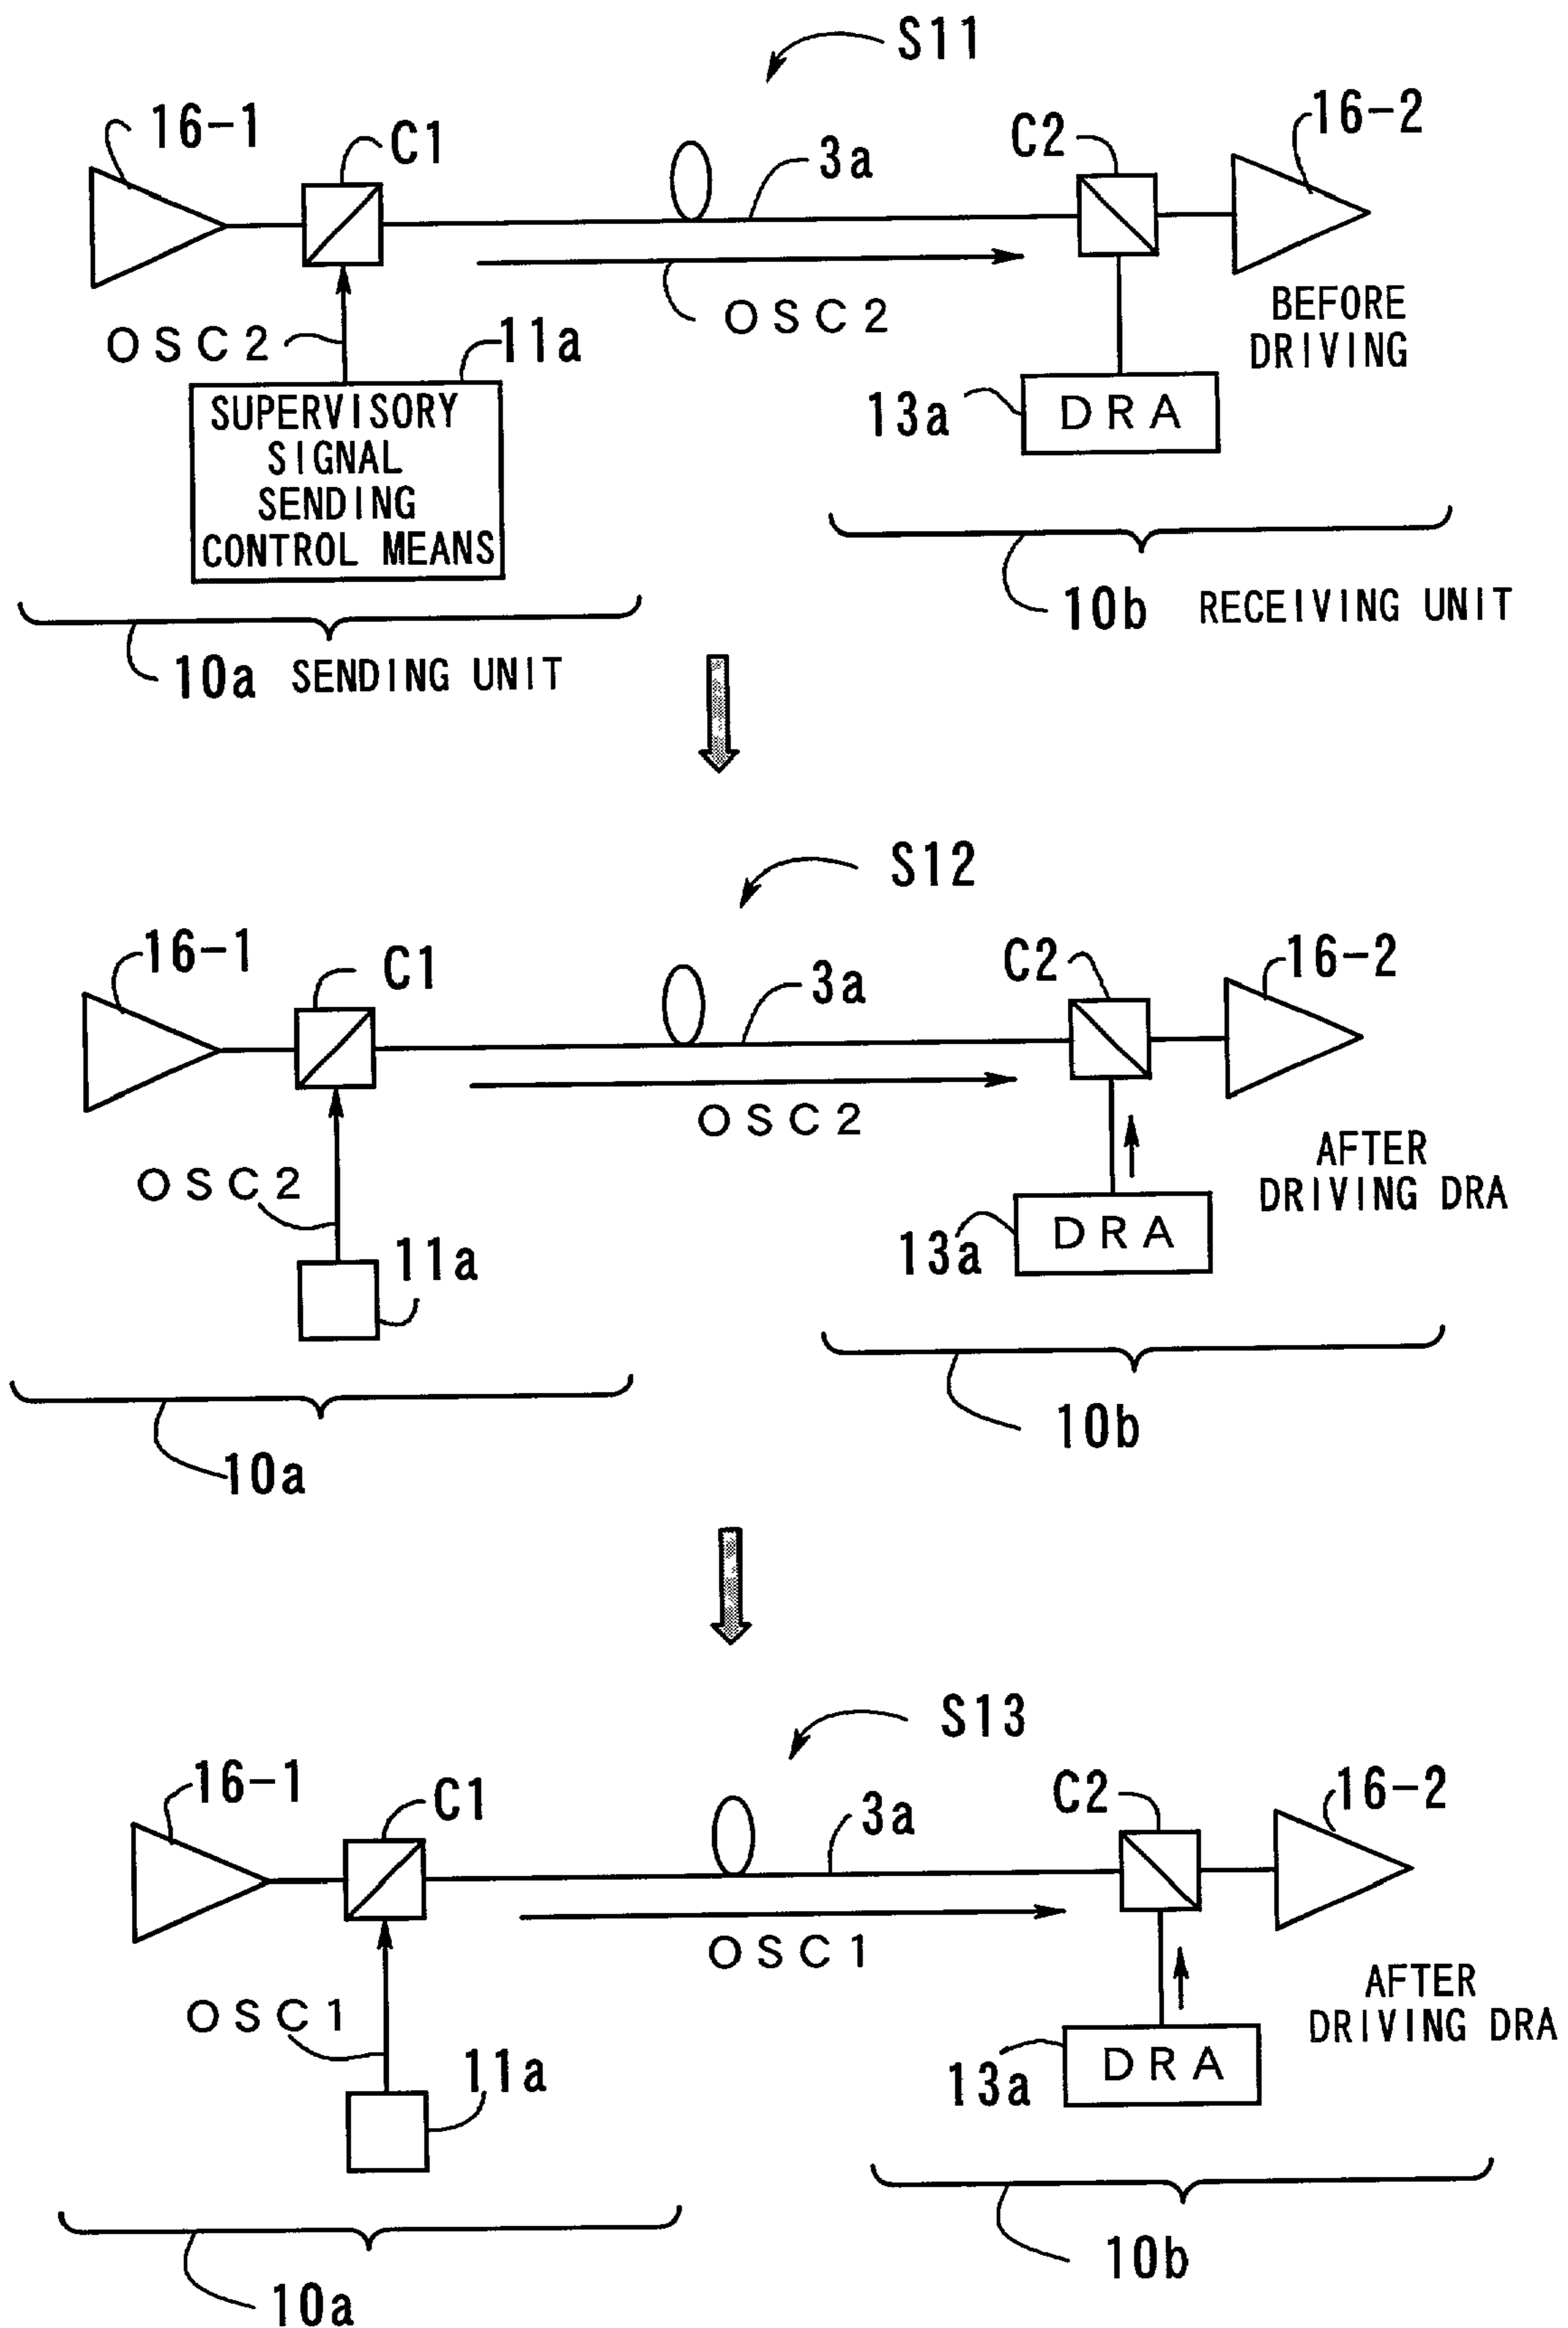 S11
16-1
C1
3a
C2
16-2
OSC2
OSC2
11a
BEFORE
DRIVING
SUPERVISORY
SIGNAL
SENDING
CONTROL MEANS
13a
DRA
10b RECEIVING UNIT
10a SENDING UNIT
S12
16-1
C1
3a
C2
16-2
OSC2
OSC2
11a
AFTER
DRIVING DRA
13a
DRA
10b
10a
S13
16-1
C1
3a
C2
16-2
OSC1
OSC1
11a
AFTER
DRIVING DRA
13a
DRA
10b
10a